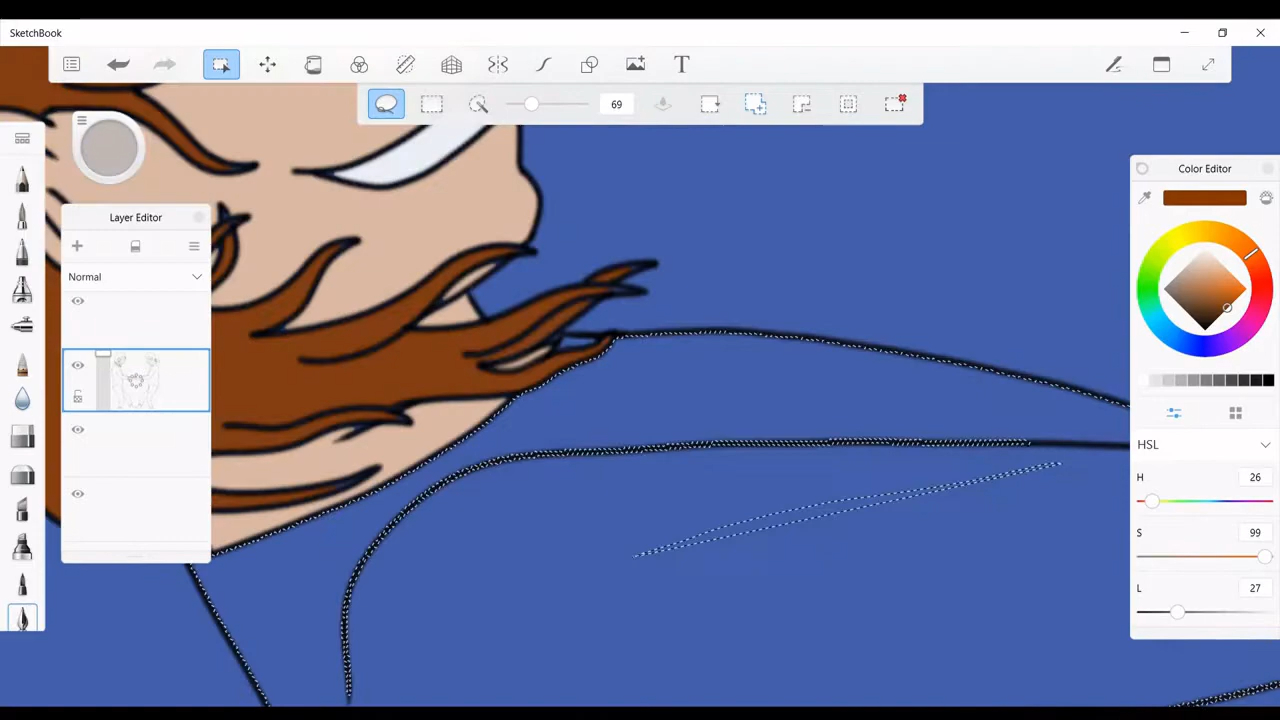 SketchBook
T
69
Color Editor
Layer Editor
Normal
HSL
H 26
S 99
L 27